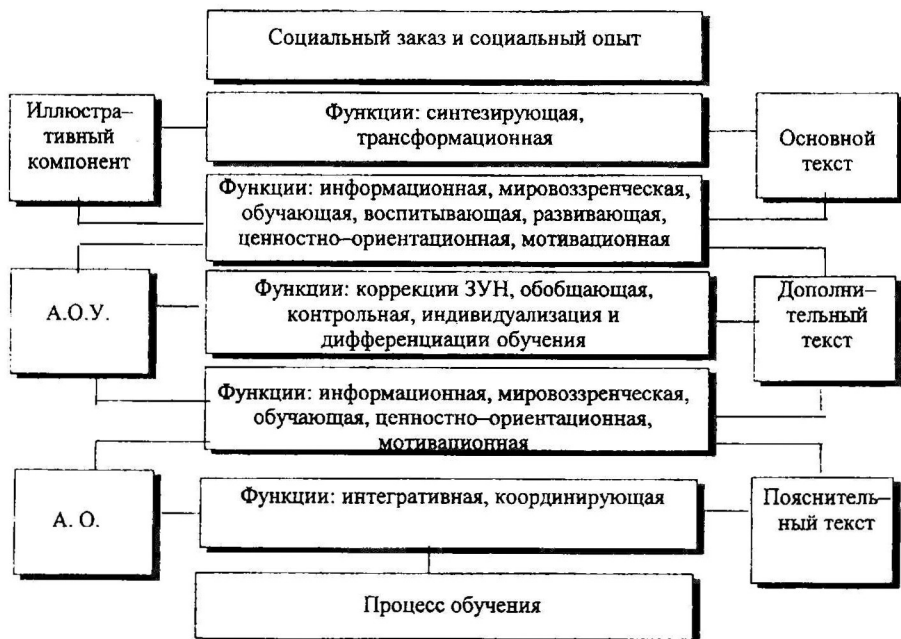 Социальный заказ и социальный опыт
Иллюстра–
тивный
компонент
Функции: синтезирующая,
трансформационная
Основной
текст
Функции: информационная, мировоззренческая,
обучающая, воспитывающая, развивающая,
ценностно–ориентационная, мотивационная
А.О.У.
Функции: коррекции ЗУН, обобщающая,
контрольная, индивидуализация и
дифференциации обучения
Дополни–
тельный
текст
Функции: информационная, мировоззренческая,
обучающая, ценностно–ориентационная,
мотивационная
А. О.
Функции: интегративная, координирующая
Пояснитель–
ный текст
Процесс обучения